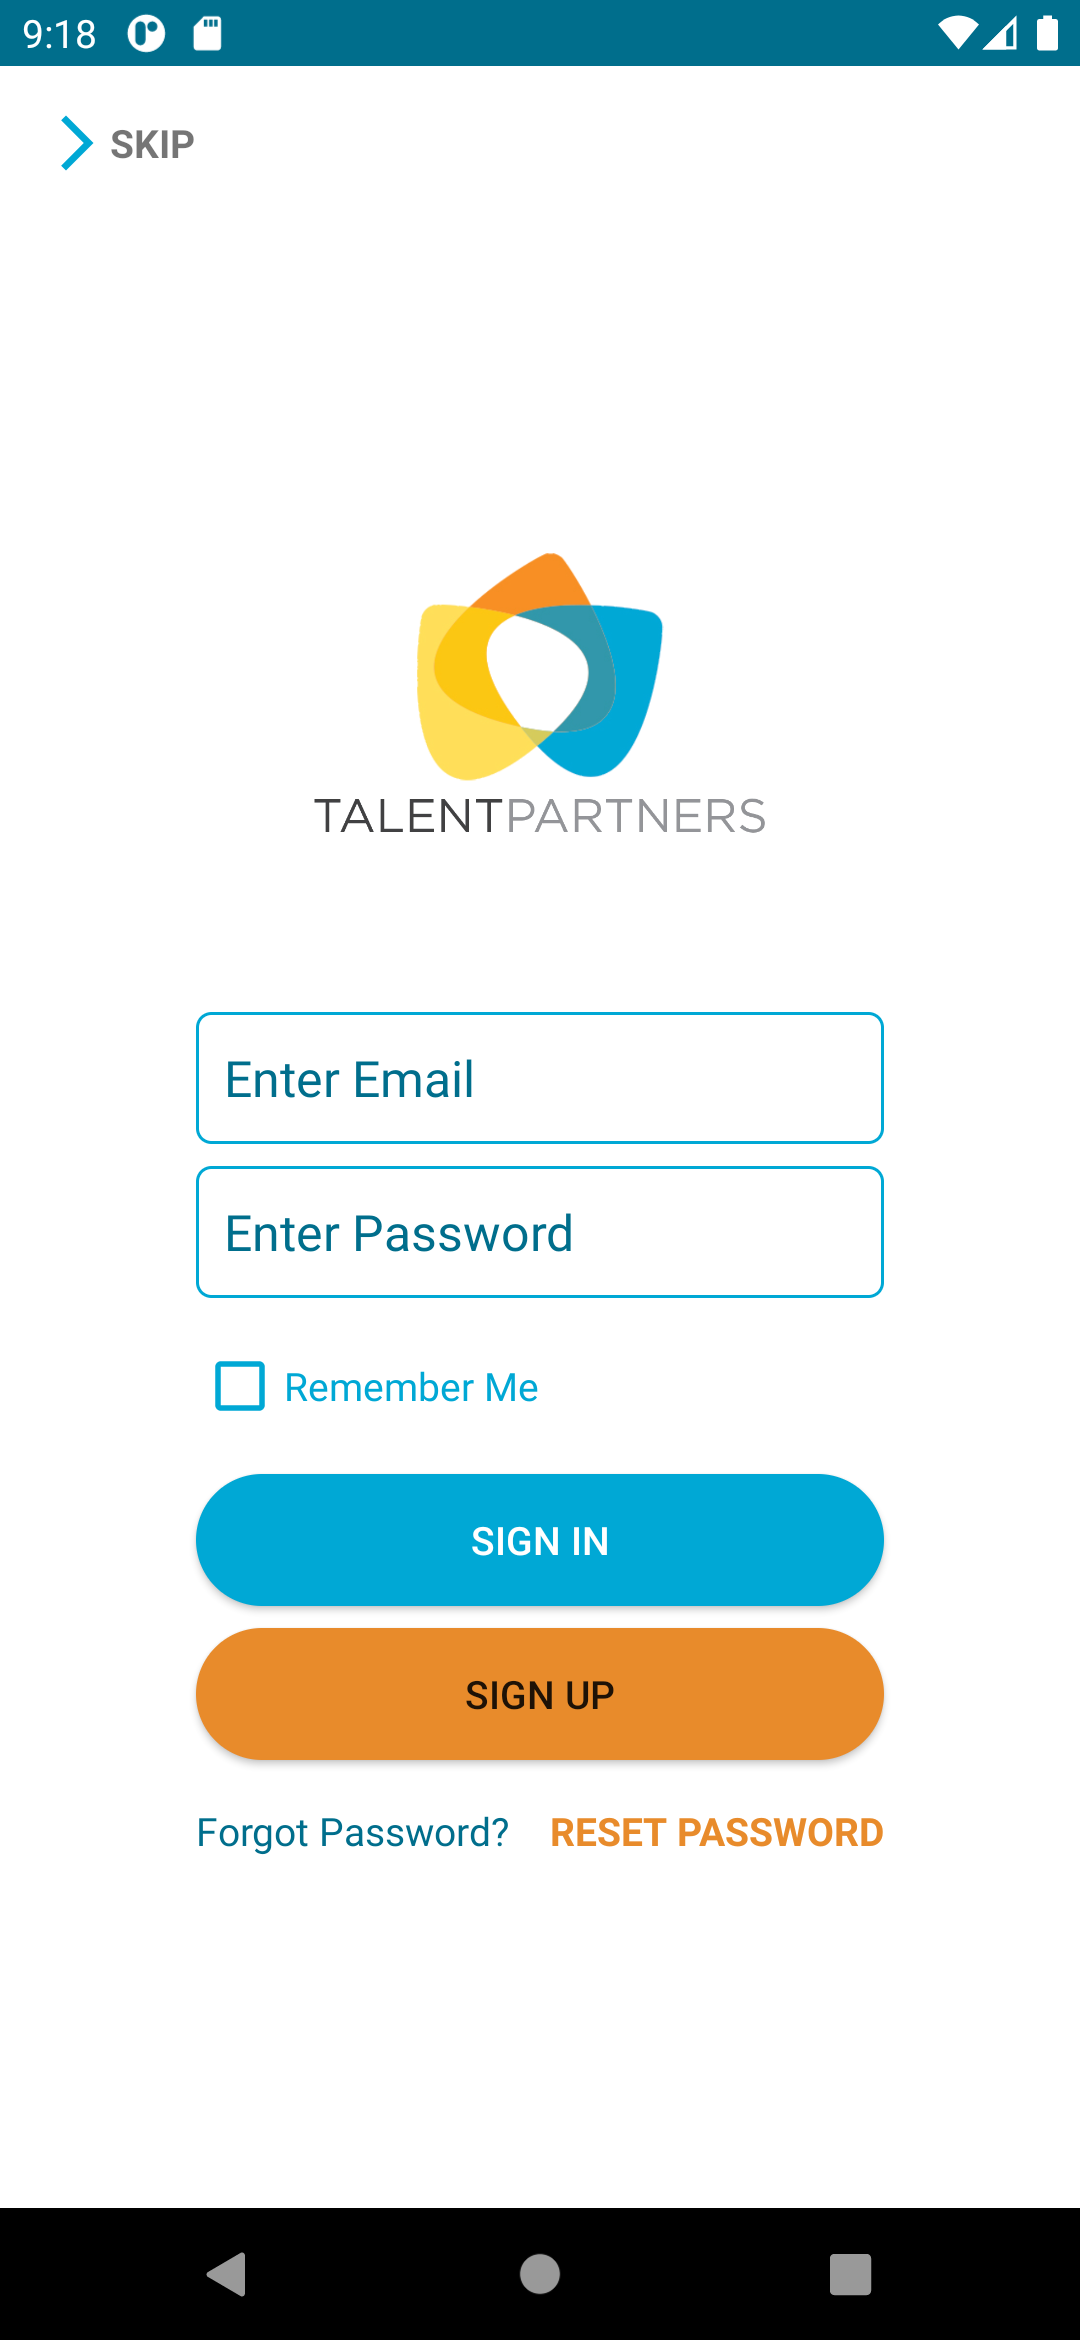 9:18
SKIP
TALENTPARTNERS
Enter Email
Enter Password
Remember Me
SIGN IN
SIGN UP
Forgot Password? RESET PASSWORD